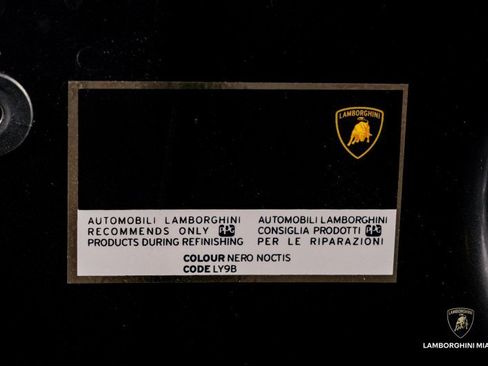 LAMBORGHINI
AUTOMOBILI LAMBORGHINI
RECOMMENDS ONLY PPG
PRODUCTS DURING REFINISHING
AUTOMOBILI LAMBORGHINI
CONSIGLIA PRODOTTI PPG
PER LE RIPARAZIONI
COLOUR NERO NOCTIS
CODE LY9B
LAMBORGHINI MIA